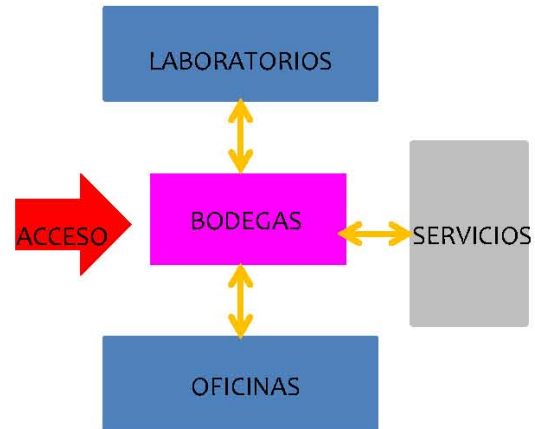 LABORATORIOS
ACCESO
BODEGAS
SERVICIOS
OFICINAS